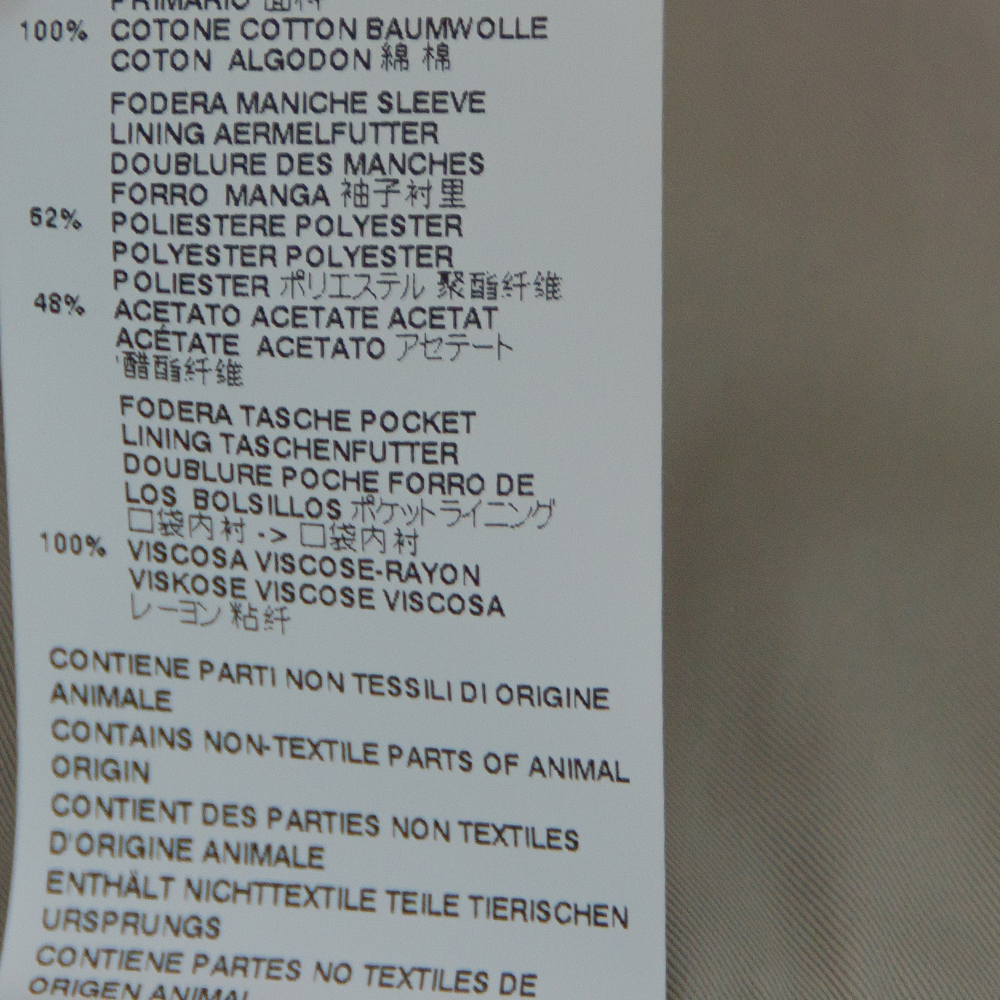 PRIMARIO 面料
100% COTONE COTTON BAUMWOLLE
COTON ALGODON 綿 棉
FODERA MANICHE SLEEVE
LINING AERMELFUTTER
DOUBLURE DES MANCHES
FORRO MANGA 袖子衬里
52% POLIESTERE POLYESTER
POLYESTER POLYESTER
POLIESTER ポリエステル 聚酯纤维
48% ACETATO ACETATE ACETAT
ACÉTATE ACETATO アセテート
醋酯纤维
FODERA TASCHE POCKET
LINING TASCHENFUTTER
DOUBLURE POCHE FORRO DE
LOS BOLSILLOS ポケットライニング
口袋内衬 -> 口袋内衬
100% VISCOSA VISCOSE-RAYON
VISKOSE VISCOSE VISCOSA
レーヨン 粘纤
CONTIENE PARTI NON TESSILI DI ORIGINE
ANIMALE
CONTAINS NON-TEXTILE PARTS OF ANIMAL
ORIGIN
CONTIENT DES PARTIES NON TEXTILES
D'ORIGINE ANIMALE
ENTHÄLT NICHTTEXTILE TEILE TIERISCHEN
URSPRUNGS
CONTIENE PARTES NO TEXTILES DE
ORIGEN ANIMAL